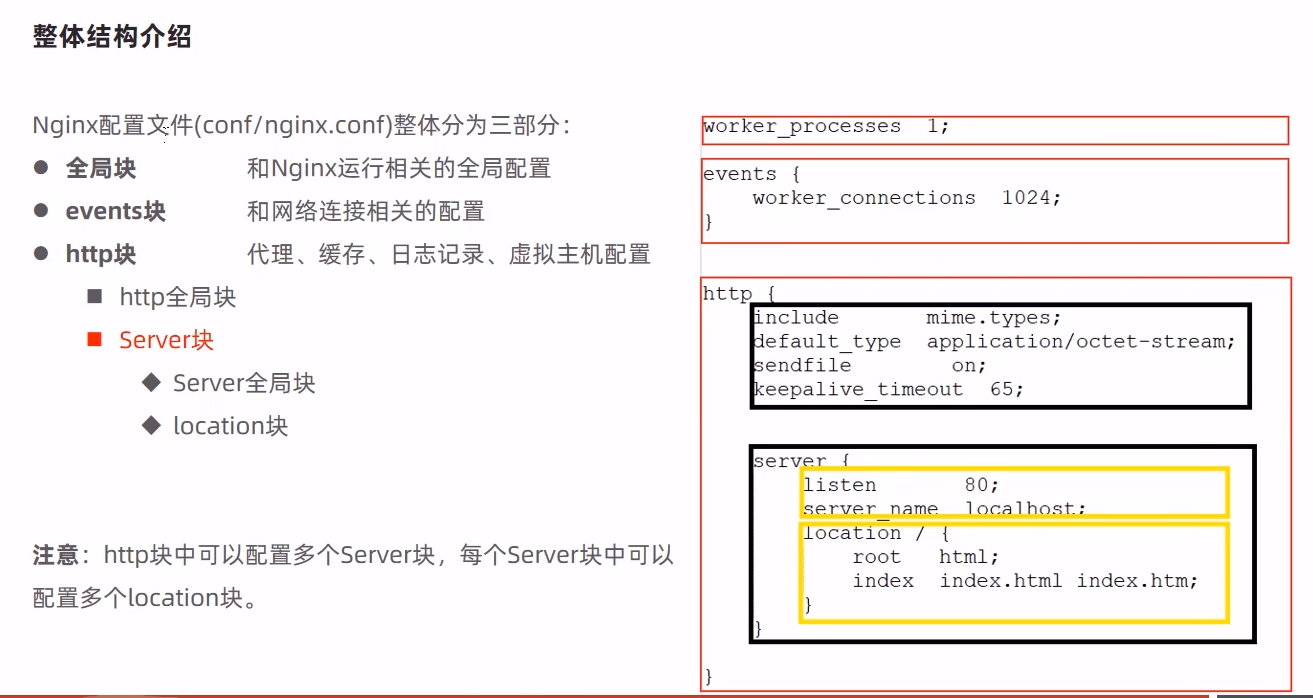 整体结构介绍
Nginx配置文件(conf/nginx.conf)整体分为三部分:
● 全局块 和Nginx运行相关的全局配置
● events块 和网络连接相关的配置
● http块 代理、缓存、日志记录、虚拟主机配置
■ http全局块
■ Server块
◆ Server全局块
◆ location块
注意：http块中可以配置多个Server块，每个Server块中可以
配置多个location块。
worker_processes  1;
events {
    worker_connections  1024;
}
http {
    include       mime.types;
    default_type  application/octet-stream;
    sendfile        on;
    keepalive_timeout  65;
    server {
        listen       80;
        server_name  localhost;
        location / {
            root   html;
            index  index.html index.htm;
        }
    }
}